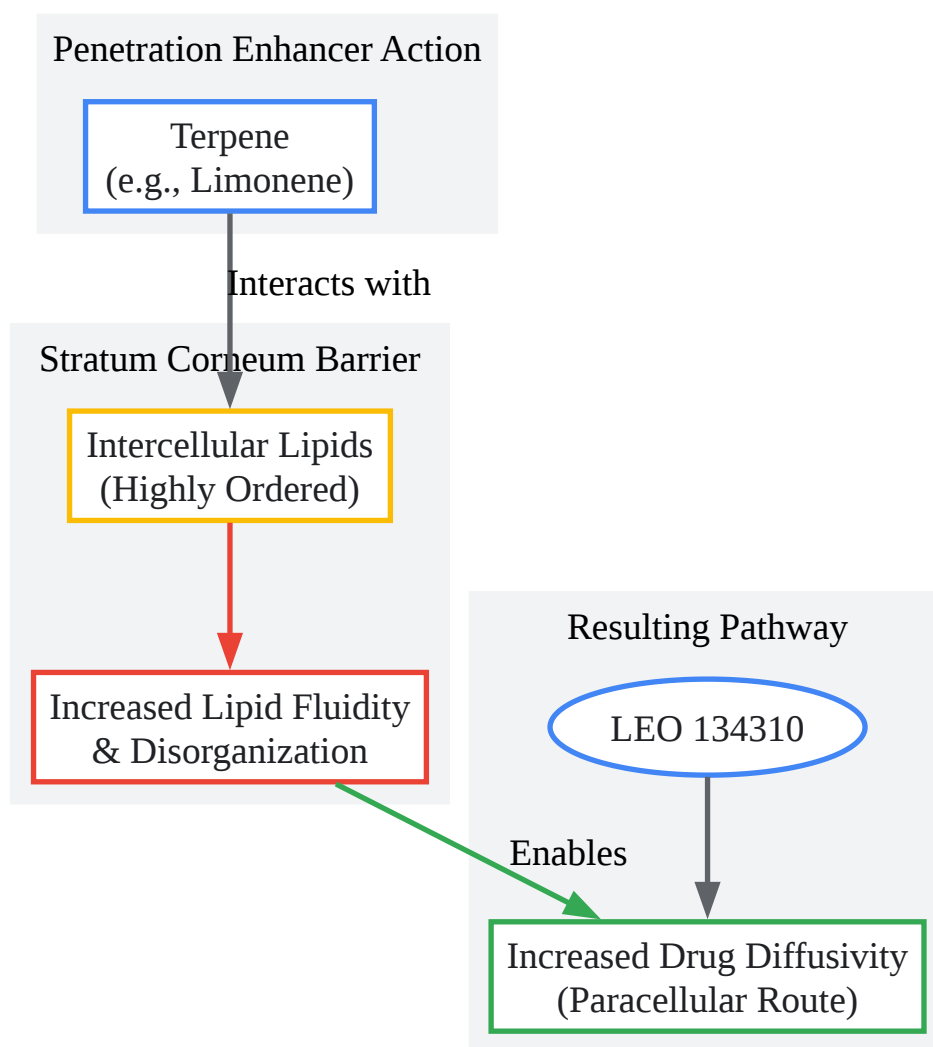 Penetration Enhancer Action
Terpene
(e.g., Limonene)
Interacts with
Stratum Corneum Barrier
Intercellular Lipids
(Highly Ordered)
Increased Lipid Fluidity
& Disorganization
Resulting Pathway
LEO 134310
Enables
Increased Drug Diffusivity
(Paracellular Route)